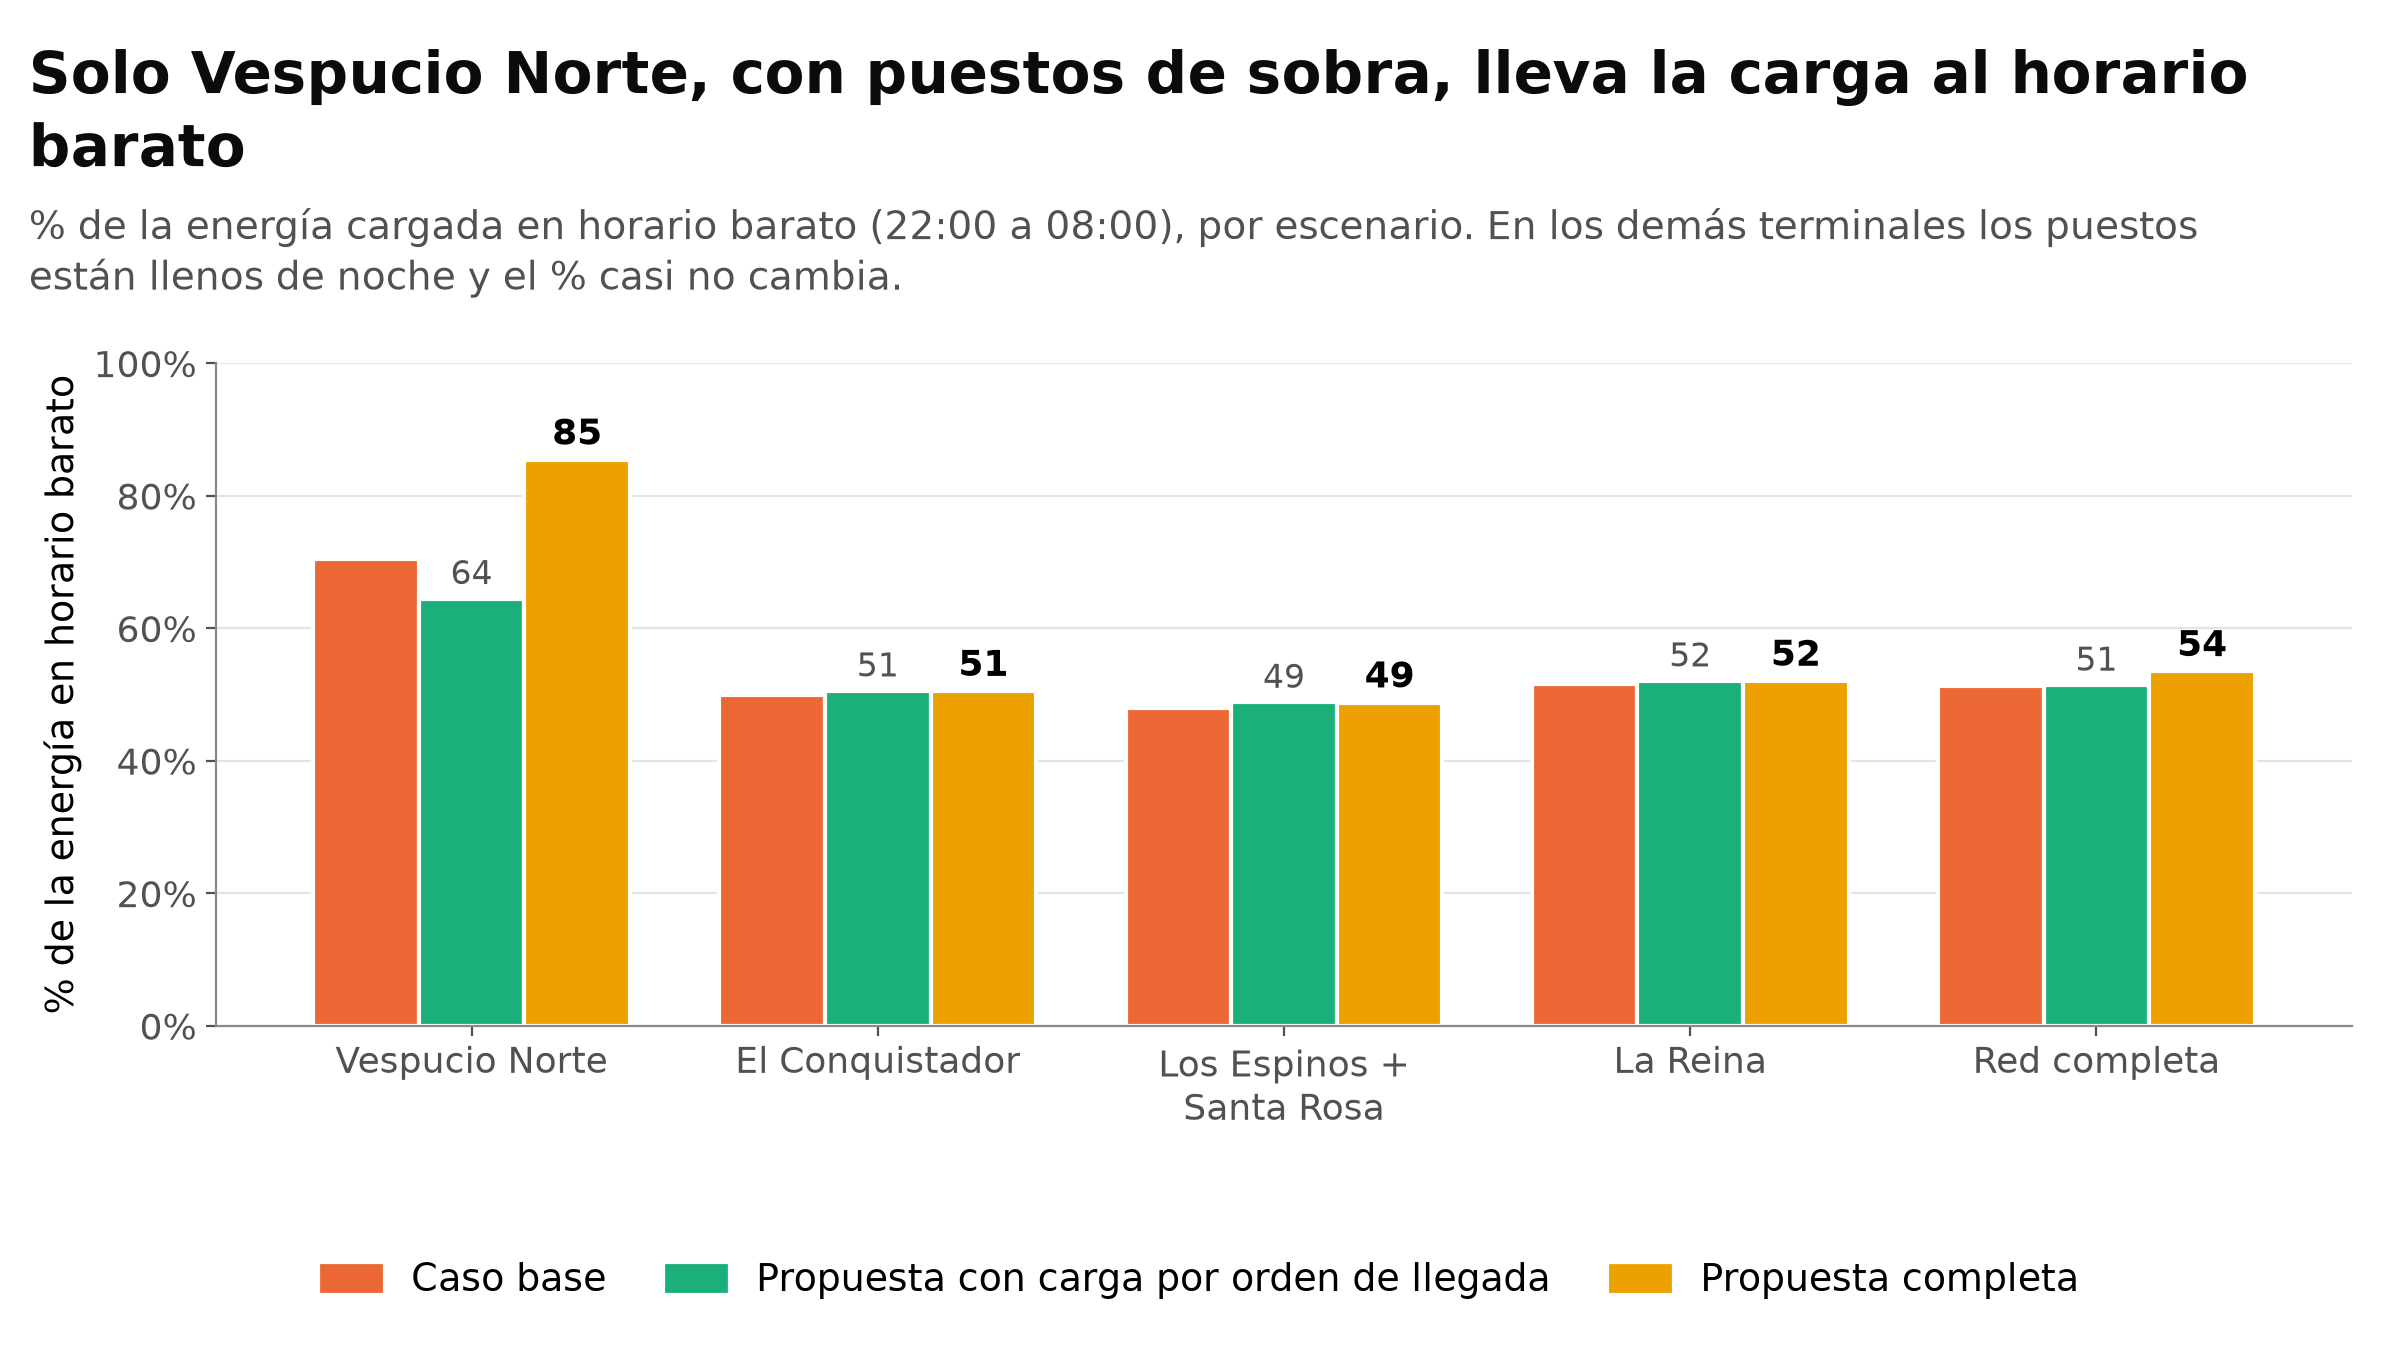 Solo Vespucio Norte, con puestos de sobra, lleva la carga al horario
barato
% de la energía cargada en horario barato (22:00 a 08:00), por escenario. En los demás terminales los puestos
están llenos de noche y el % casi no cambia.
% de la energía en horario barato
100%
80%
60%
40%
20%
0%
64
85
51
51
49
49
52
52
51
54
Vespucio Norte
El Conquistador
Los Espinos +
Santa Rosa
La Reina
Red completa
Caso base
Propuesta con carga por orden de llegada
Propuesta completa